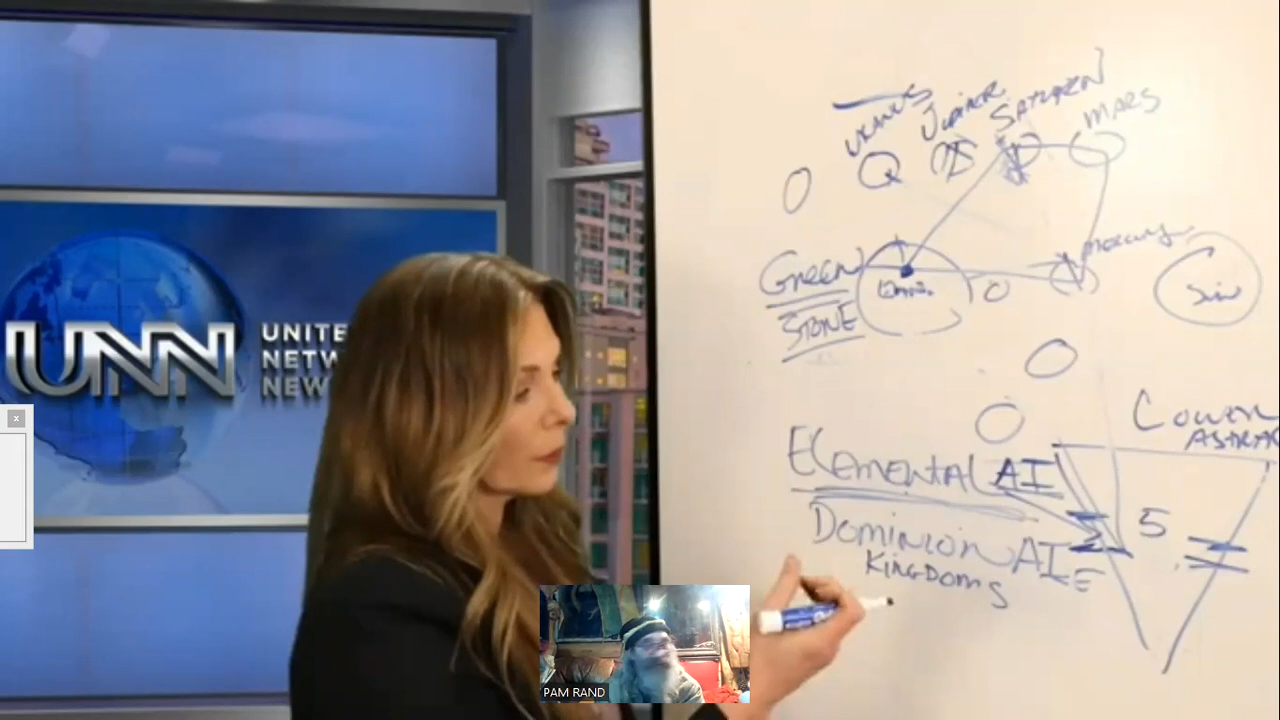 UNN
UNITE
NETW
NEW
URANUS
JUPITER
SATURN
MARS
Mercury
GREEN
STONE
Sun
LOWER
ASTRA
ELEMENTAL AI
DOMINION AI
5
KINGDOMS
E
PAM RAND
x